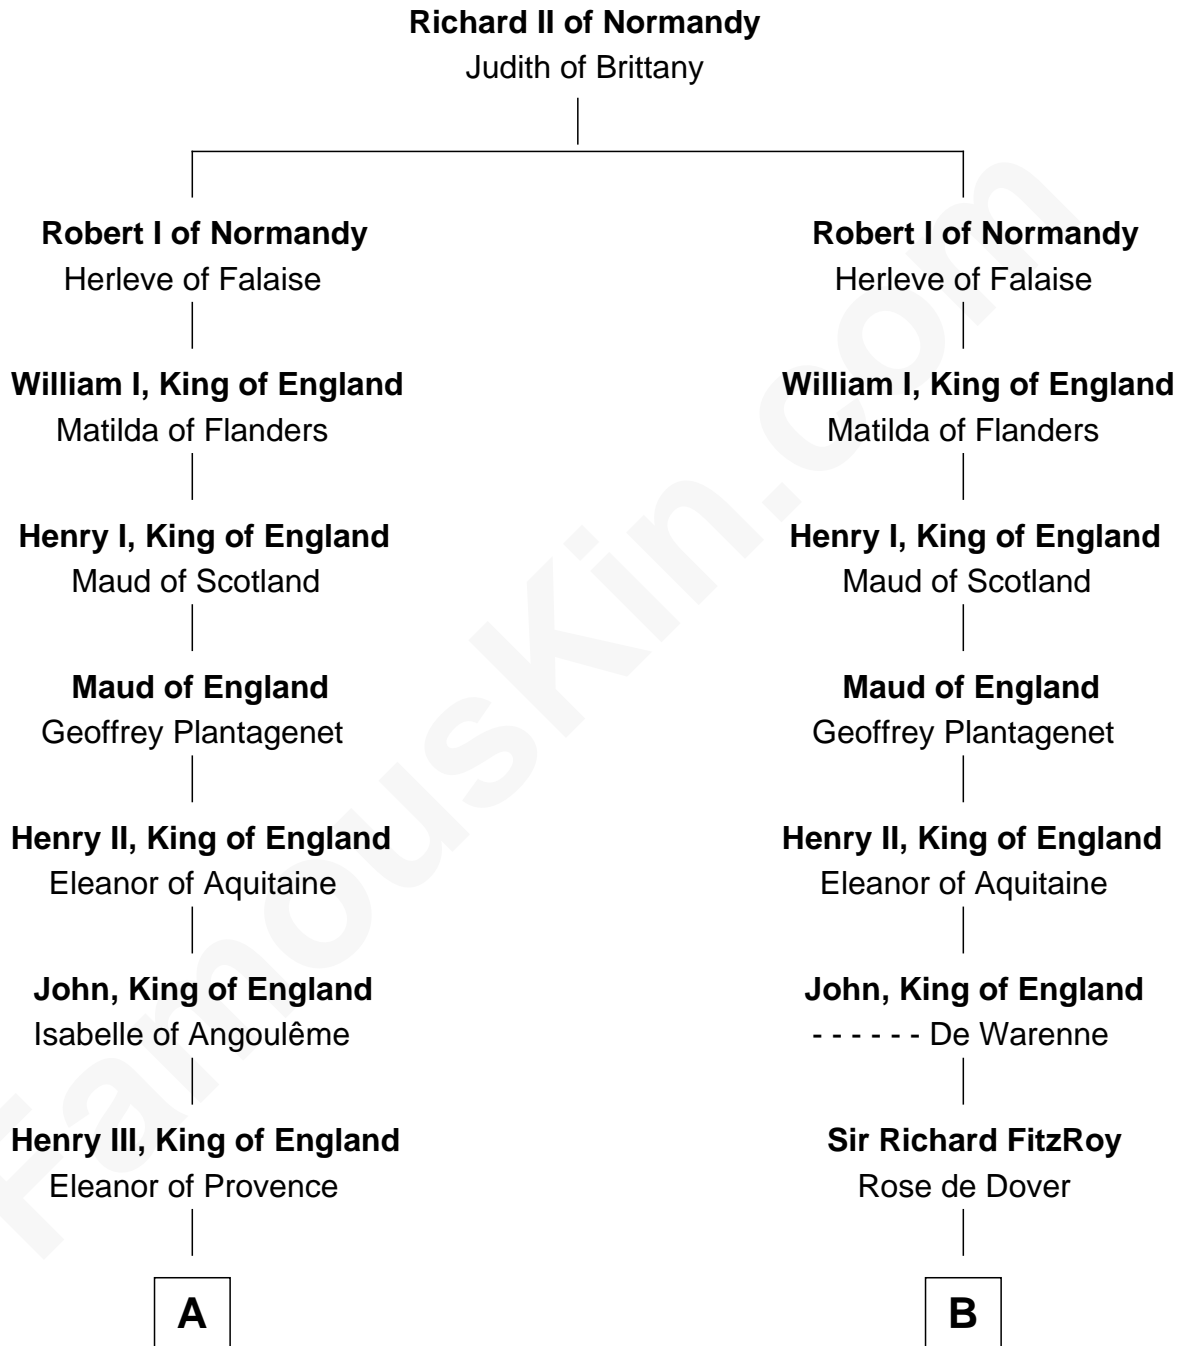 Richard II of Normandy
Judith of Brittany
Robert I of Normandy
Herleve of Falaise
William I, King of England
Matilda of Flanders
Henry I, King of England
Maud of Scotland
Maud of England
Geoffrey Plantagenet
Henry II, King of England
Eleanor of Aquitaine
John, King of England
Isabelle of Angoulême
Henry III, King of England
Eleanor of Provence
A
Robert I of Normandy
Herleve of Falaise
William I, King of England
Matilda of Flanders
Henry I, King of England
Maud of Scotland
Maud of England
Geoffrey Plantagenet
Henry II, King of England
Eleanor of Aquitaine
John, King of England
- - - - - - De Warenne
Sir Richard FitzRoy
Rose de Dover
B
FamousKin.com